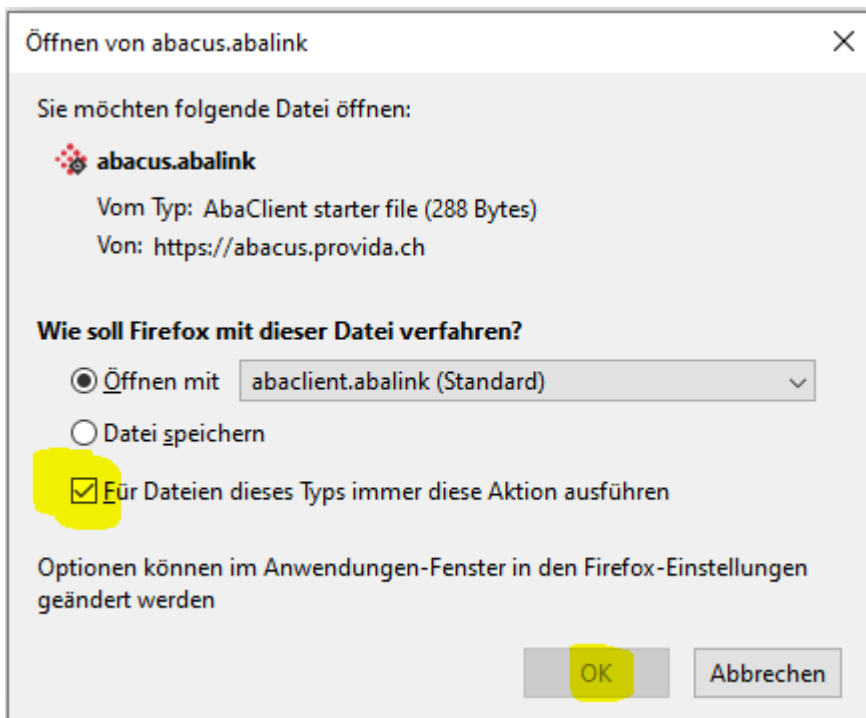 Öffnen von abacus.abalink
Sie möchten folgende Datei öffnen:
abacus.abalink
Vom Typ: AbaClient starter file (288 Bytes)
Von: https://abacus.provida.ch
Wie soll Firefox mit dieser Datei verfahren?
Öffnen mit abaclient.abalink (Standard)
Datei speichern
Für Dateien dieses Typs immer diese Aktion ausführen
Optionen können im Anwendungen-Fenster in den Firefox-Einstellungen
geändert werden
OK Abbrechen